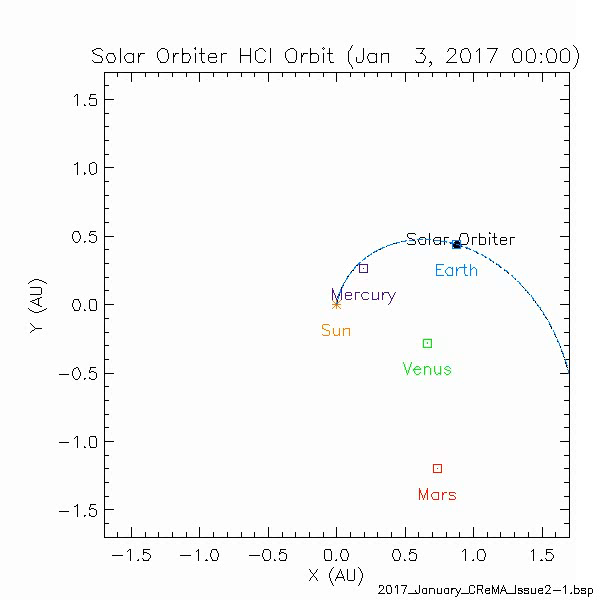 Solar Orbiter HCI Orbit (Jan  3, 2017 00:00)
1.5
1.0
0.5
Solar Orbiter
Earth
Mercury
0.0
Sun
Y (AU)
Venus
-0.5
-1.0
Mars
-1.5
-1.5 -1.0 -0.5 0.0 0.5 1.0 1.5
X (AU)
2017_January_CReMA_Issue2-1.bsp